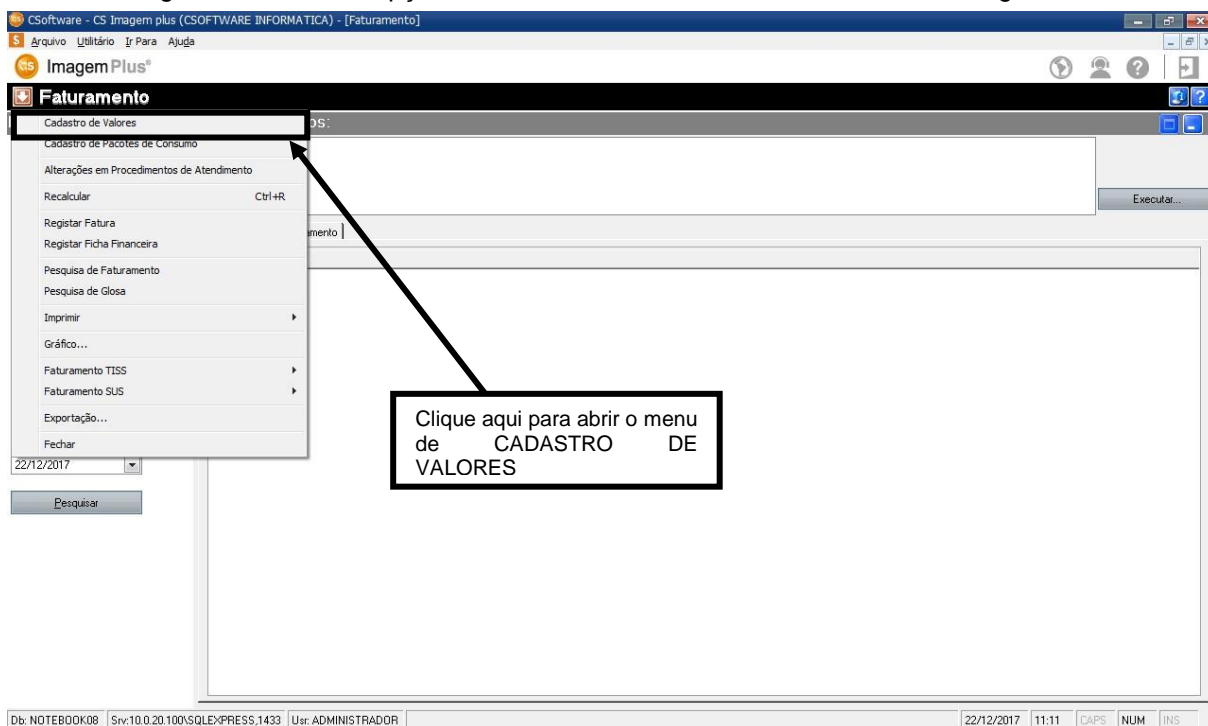 CSoftware - CS Imagem plus (CSOFTWARE INFORMATICA) - [Faturamento]
Arquivo Utilitário Ir Para Ajuda
CS ImagemPlus®
Faturamento
Cadastro de Valores
os:
Cadastro de Pacotes de Consumo
Alterações em Procedimentos de Atendimento
Recalcular Ctrl+R
Executar...
Registar Fatura
amento
Registar Ficha Financeira
Pesquisa de Faturamento
Pesquisa de Glosa
Imprimir
Gráfico...
Faturamento TISS
Faturamento SUS
Exportação...
Fechar
Clique aqui para abrir o menu
de CADASTRO DE
VALORES
22/12/2017
Pesquisar
Db: NOTEBOOK08 Srv:10.0.20.100\SQLEXPRESS,1433 Usr: ADMINISTRADOR 22/12/2017 11:11 CAPS NUM INS